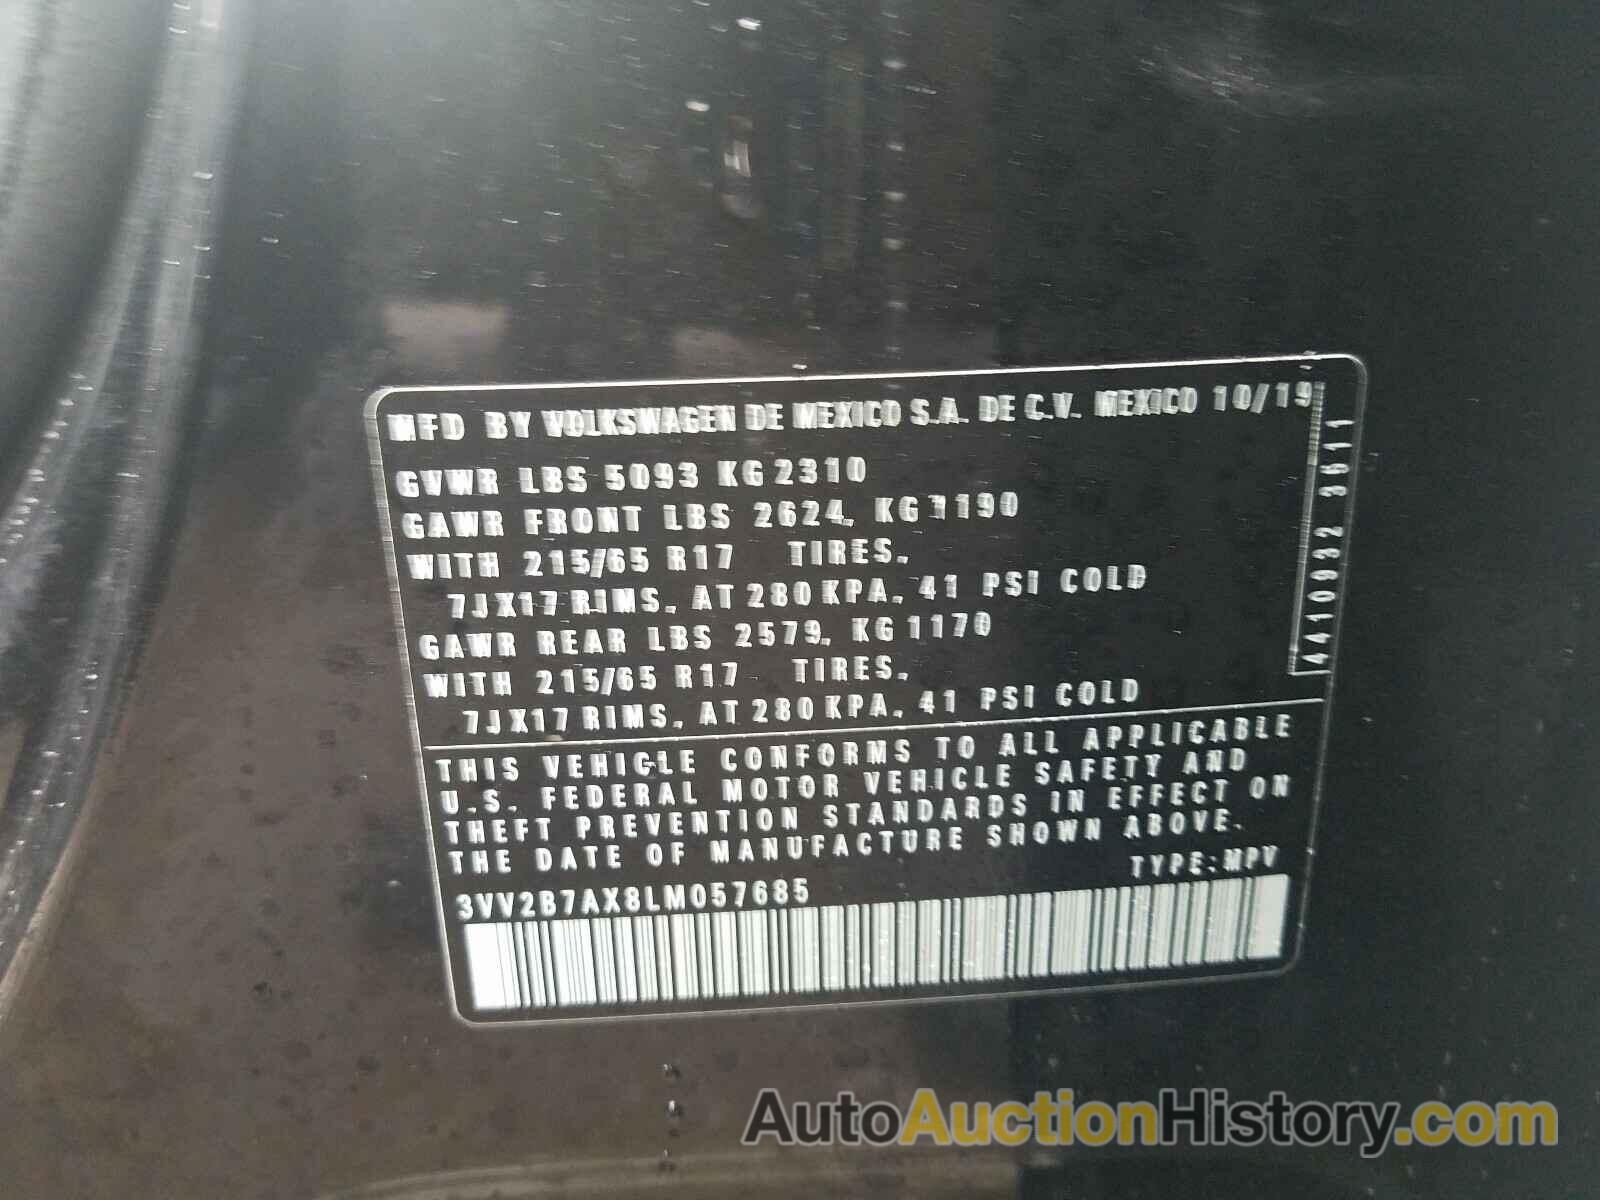 MFD BY VOLKSWAGEN DE MEXICO S.A. DE C.V. MEXICO 10/19
GVWR LBS 5093 KG 2310
GAWR FRONT LBS 2624, KG 1190
WITH 215/65 R17 TIRES,
7JX17 RIMS, AT 280 KPA, 41 PSI COLD
GAWR REAR LBS 2579, KG 1170
WITH 215/65 R17 TIRES,
7JX17 RIMS, AT 280 KPA, 41 PSI COLD
4410932 3611
THIS VEHICLE CONFORMS TO ALL APPLICABLE
U.S. FEDERAL MOTOR VEHICLE SAFETY AND
THEFT PREVENTION STANDARDS IN EFFECT ON
THE DATE OF MANUFACTURE SHOWN ABOVE.
TYPE: MPV
3VV2B7AX8LM057685
AutoAuctionHistory.com